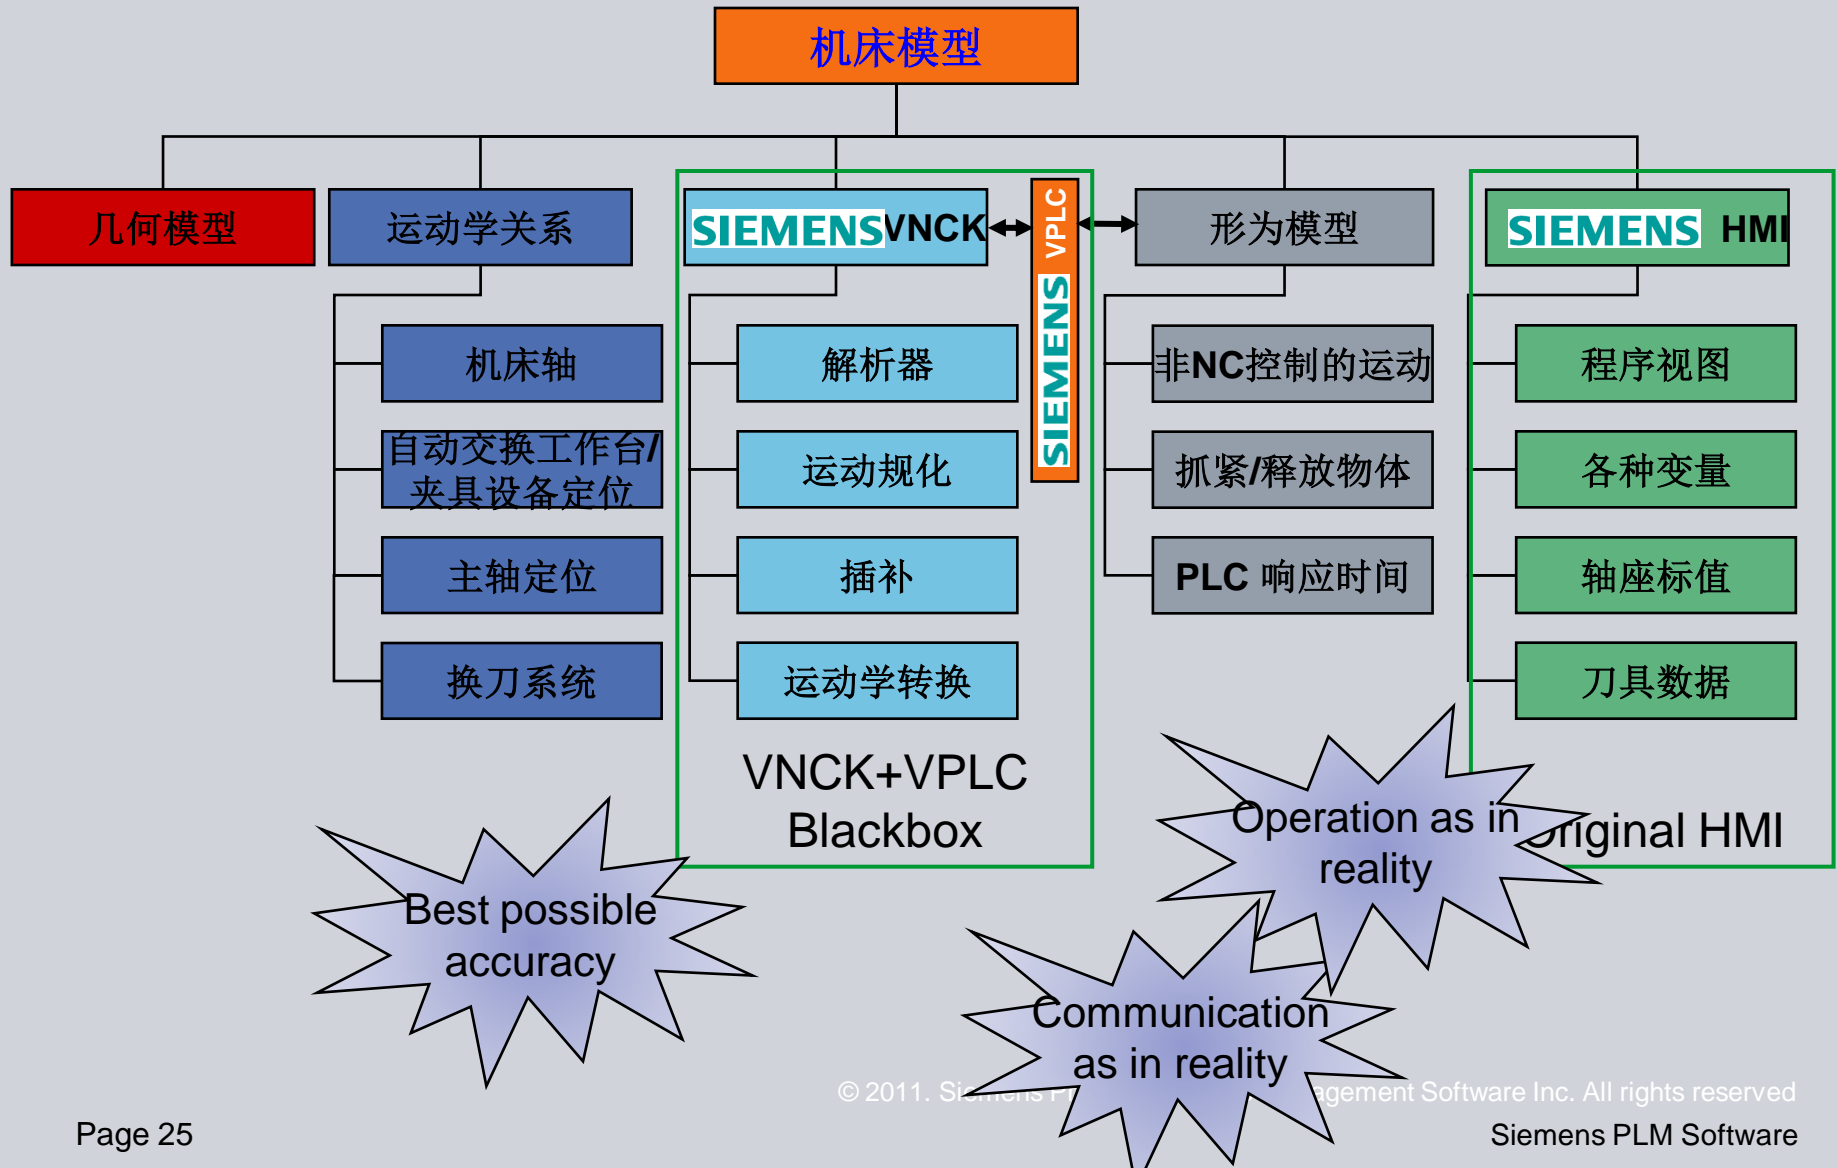 机床模型
几何模型
运动学关系
SIEMENS VNCK
SIEMENS VPLC
形为模型
SIEMENS HMI
机床轴
自动交换工作台/
夹具设备定位
主轴定位
换刀系统
解析器
运动规化
插补
运动学转换
非NC控制的运动
抓紧/释放物体
PLC 响应时间
程序视图
各种变量
轴座标值
刀具数据
VNCK+VPLC
Blackbox
Original HMI
Best possible
accuracy
Operation as in
reality
Communication
as in reality
© 2011. Siemens Software Inc. All rights reserved
Page 25
Siemens PLM Software